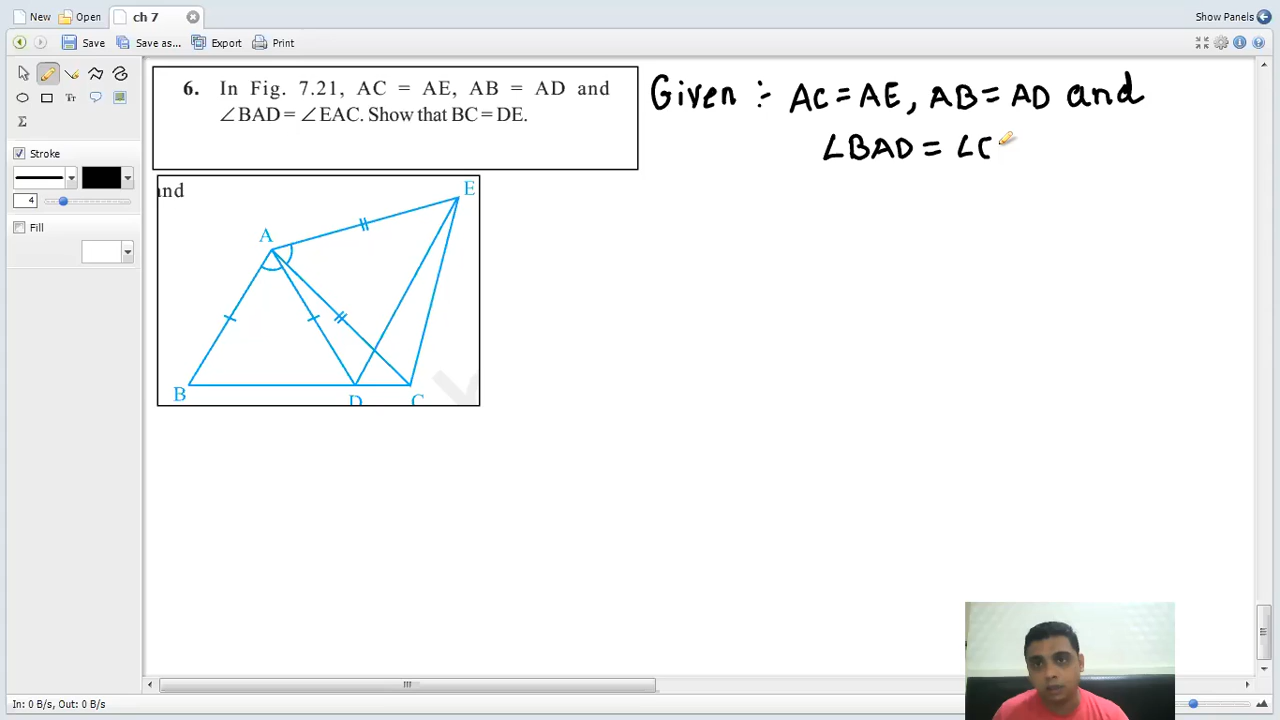 New Open ch 7 Show Panels
Save Save as... Export Print
Stroke
4
Fill
6. In Fig. 7.21, AC = AE, AB = AD and
∠BAD = ∠EAC. Show that BC = DE.
Given :- AC = AE, AB = AD and
∠BAD = ∠C
and
E
A
B
D
C
In: 0 B/s, Out: 0 B/s